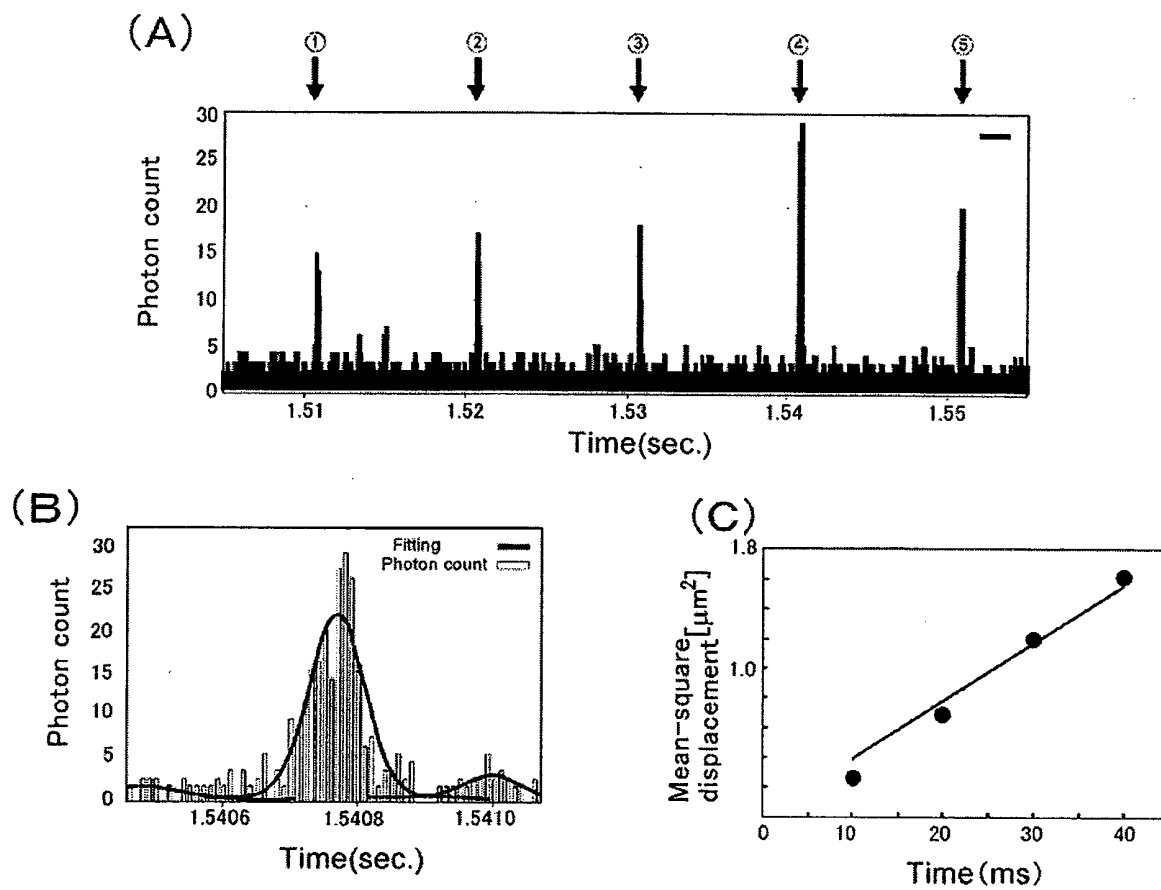 (A)
① ② ③ ④ ⑤
30
25
20
15
10
5
0
Photon count
1.51 1.52 1.53 1.54 1.55
Time(sec.)
(B)
30
25
20
15
10
5
0
Photon count
Fitting
Photon count
1.5406 1.5408 1.5410
Time(sec.)
(C)
1.8
1.0
Mean-square
displacement[μm²]
0 10 20 30 40
Time(ms)